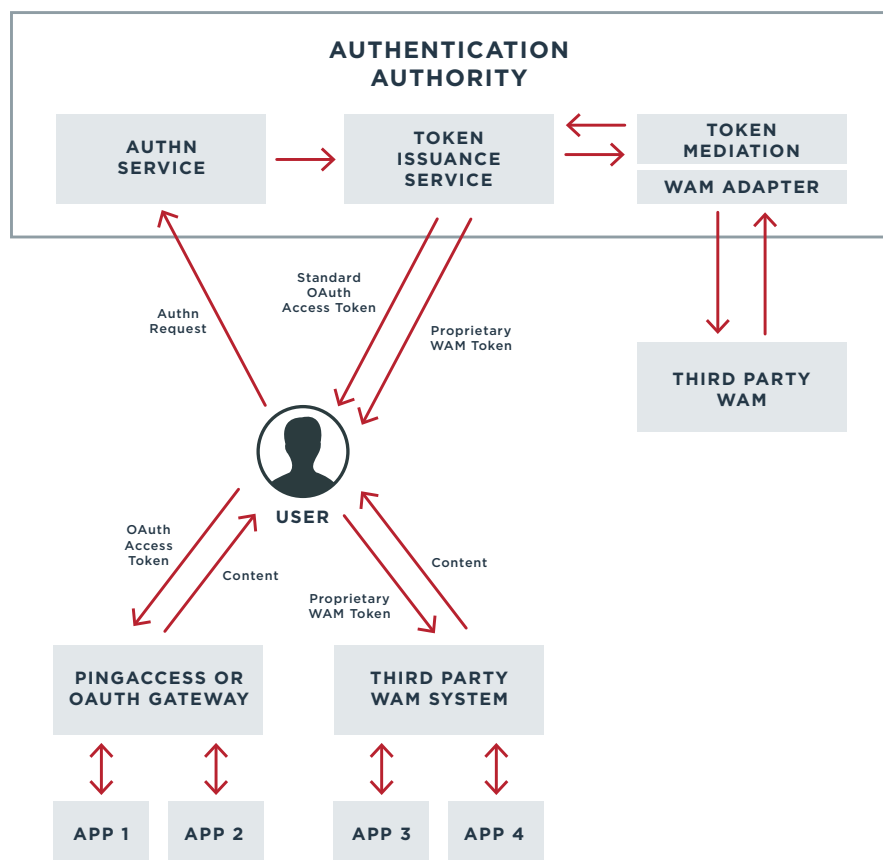 AUTHENTICATION
AUTHORITY
AUTHN
SERVICE
TOKEN
ISSUANCE
SERVICE
TOKEN
MEDIATION
WAM ADAPTER
Authn
Request
Standard
OAuth
Access Token
Proprietary
WAM Token
THIRD PARTY
WAM
USER
OAuth
Access
Token
Content
Proprietary
WAM Token
Content
PINGACCESS OR
OAUTH GATEWAY
THIRD PARTY
WAM SYSTEM
APP 1
APP 2
APP 3
APP 4